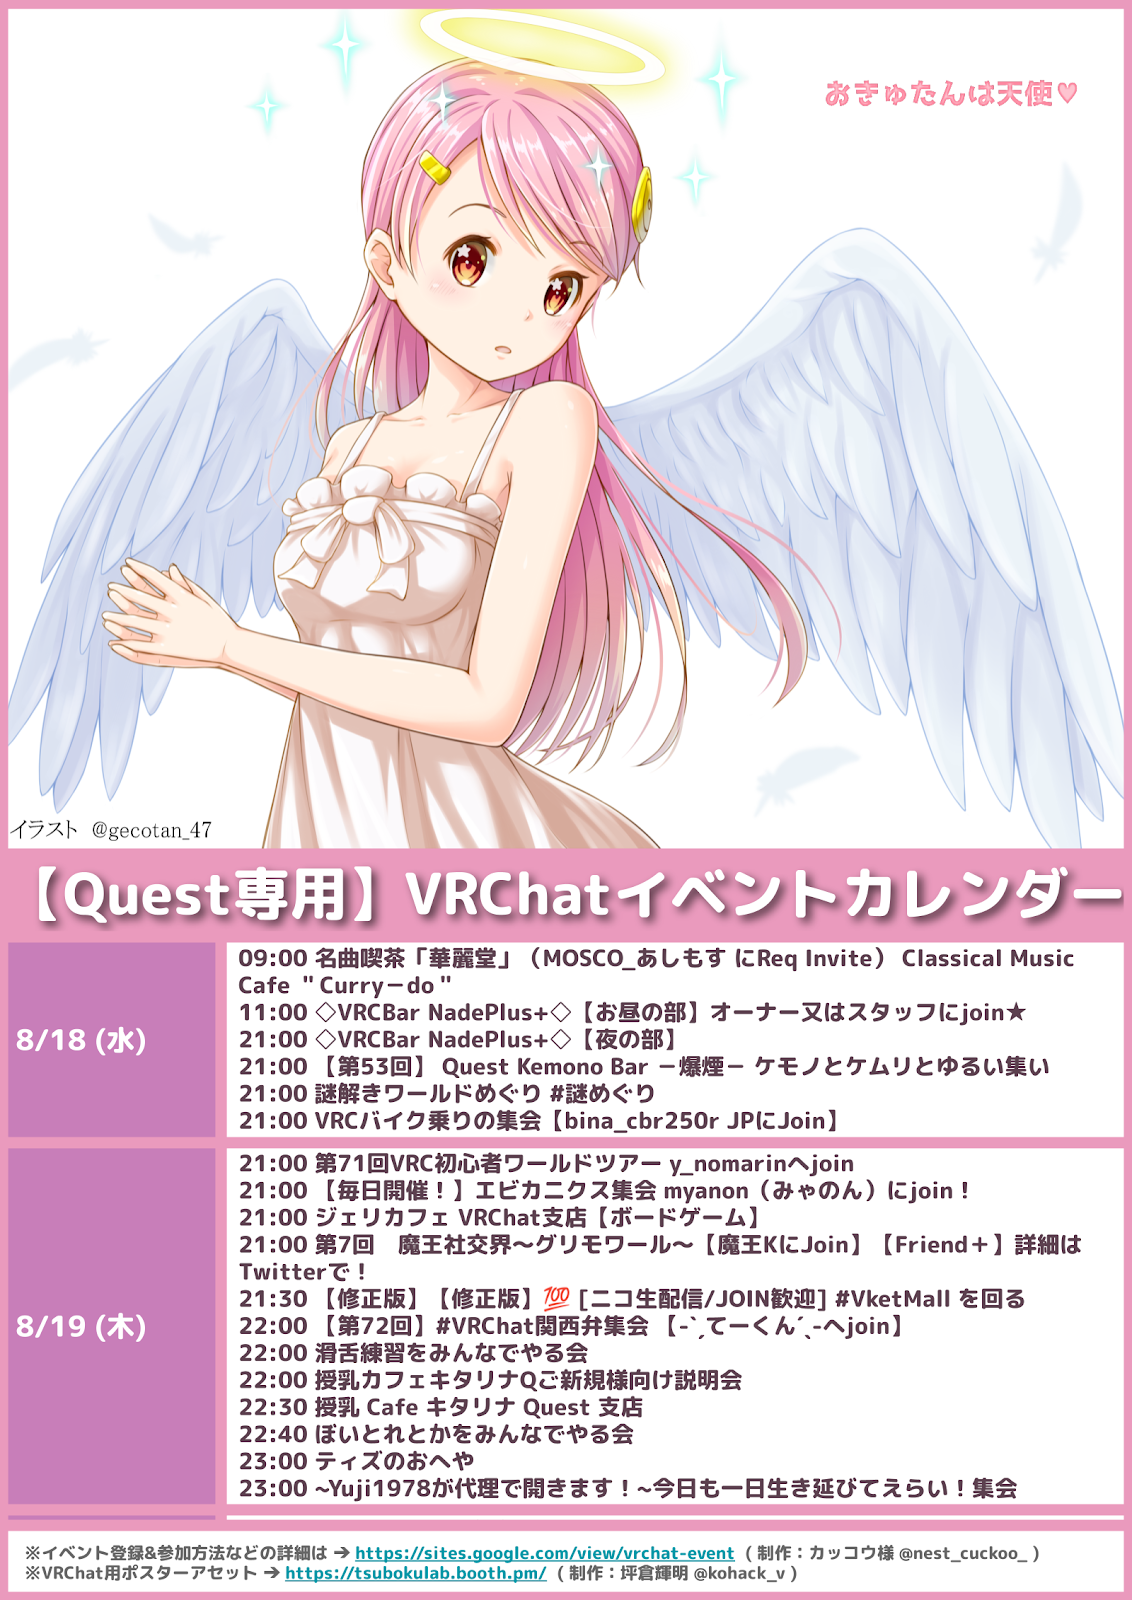 おきゅたんは天使♥
イラスト @gecotan_47
【Quest専用】VRChatイベントカレンダー
8/18 (水)
09:00 名曲喫茶「華麗堂」（MOSCO_あしもす にReq Invite） Classical Music
Cafe ＂Curry－do＂
11:00 ◇VRCBar NadePlus+◇【お昼の部】オーナー又はスタッフにjoin★
21:00 ◇VRCBar NadePlus+◇【夜の部】
21:00 【第53回】 Quest Kemono Bar －爆煙－ ケモノとケムリとゆるい集い
21:00 謎解きワールドめぐり #謎めぐり
21:00 VRCバイク乗りの集会【bina_cbr250r JPにJoin】
8/19 (木)
21:00 第71回VRC初心者ワールドツアー y_nomarinへjoin
21:00 【毎日開催！】エビカニクス集会 myanon（みゃのん）にjoin！
21:00 ジェリカフェ VRChat支店【ボードゲーム】
21:00 第7回　魔王社交界～グリモワール～【魔王KにJoin】【Friend＋】詳細は
Twitterで！
21:30 【修正版】【修正版】💯 [ニコ生配信/JOIN歓迎] #VketMall を回る
22:00 【第72回】#VRChat関西弁集会 【-ˋˏてーくんˊˎ-へjoin】
22:00 滑舌練習をみんなでやる会
22:00 授乳カフェキタリナQご新規様向け説明会
22:30 授乳 Cafe キタリナ Quest 支店
22:40 ぼいとれとかをみんなでやる会
23:00 ティズのおへや
23:00 ~Yuji1978が代理で開きます！~今日も一日生き延びてえらい！集会
※イベント登録&参加方法などの詳細は → https://sites.google.com/view/vrchat-event （制作：カッコウ様 @nest_cuckoo_ ）
※VRChat用ポスターアセット → https://tsubokulab.booth.pm/ （制作：坪倉輝明 @kohack_v ）